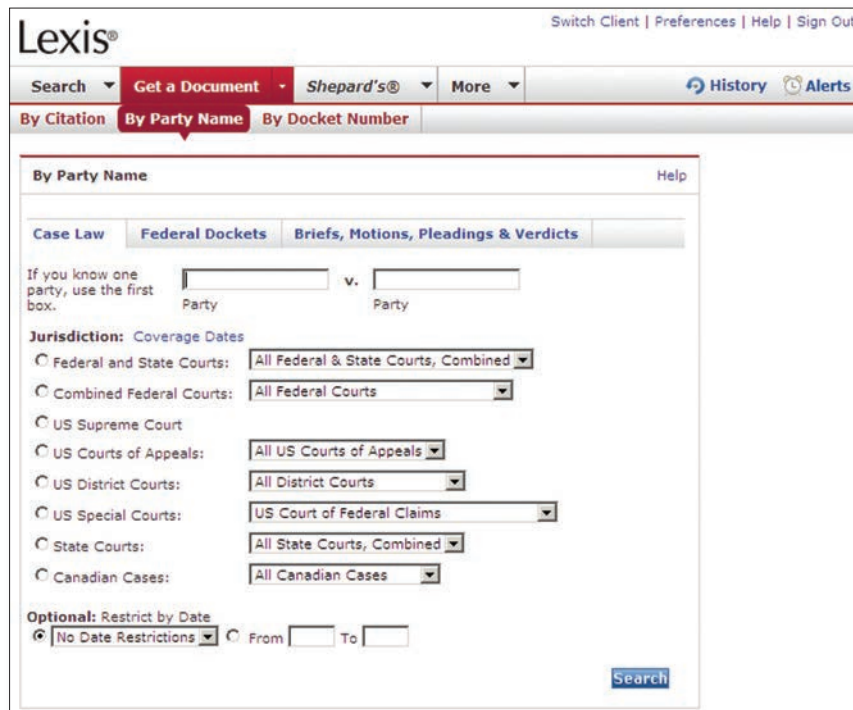 Switch Client | Preferences | Help | Sign Out
Lexis®
Search Get a Document Shepard's® More History Alerts
By Citation By Party Name By Docket Number
By Party Name Help
Case Law Federal Dockets Briefs, Motions, Pleadings & Verdicts
If you know one
party, use the first
box.
v.
Party Party
Jurisdiction: Coverage Dates
Federal and State Courts: All Federal & State Courts, Combined
Combined Federal Courts: All Federal Courts
US Supreme Court
US Courts of Appeals: All US Courts of Appeals
US District Courts: All District Courts
US Special Courts: US Court of Federal Claims
State Courts: All State Courts, Combined
Canadian Cases: All Canadian Cases
Optional: Restrict by Date
No Date Restrictions From To
Search